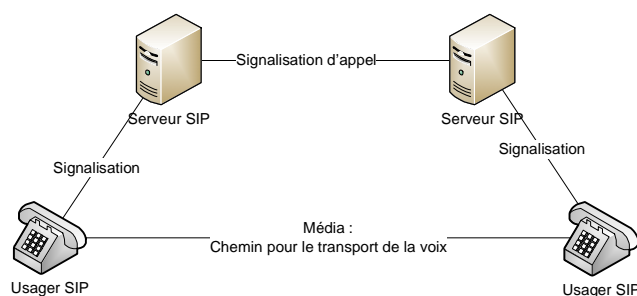 Signalisation d'appel
Serveur SIP
Serveur SIP
Signalisation
Signalisation
Média :
Chemin pour le transport de la voix
Usager SIP
Usager SIP